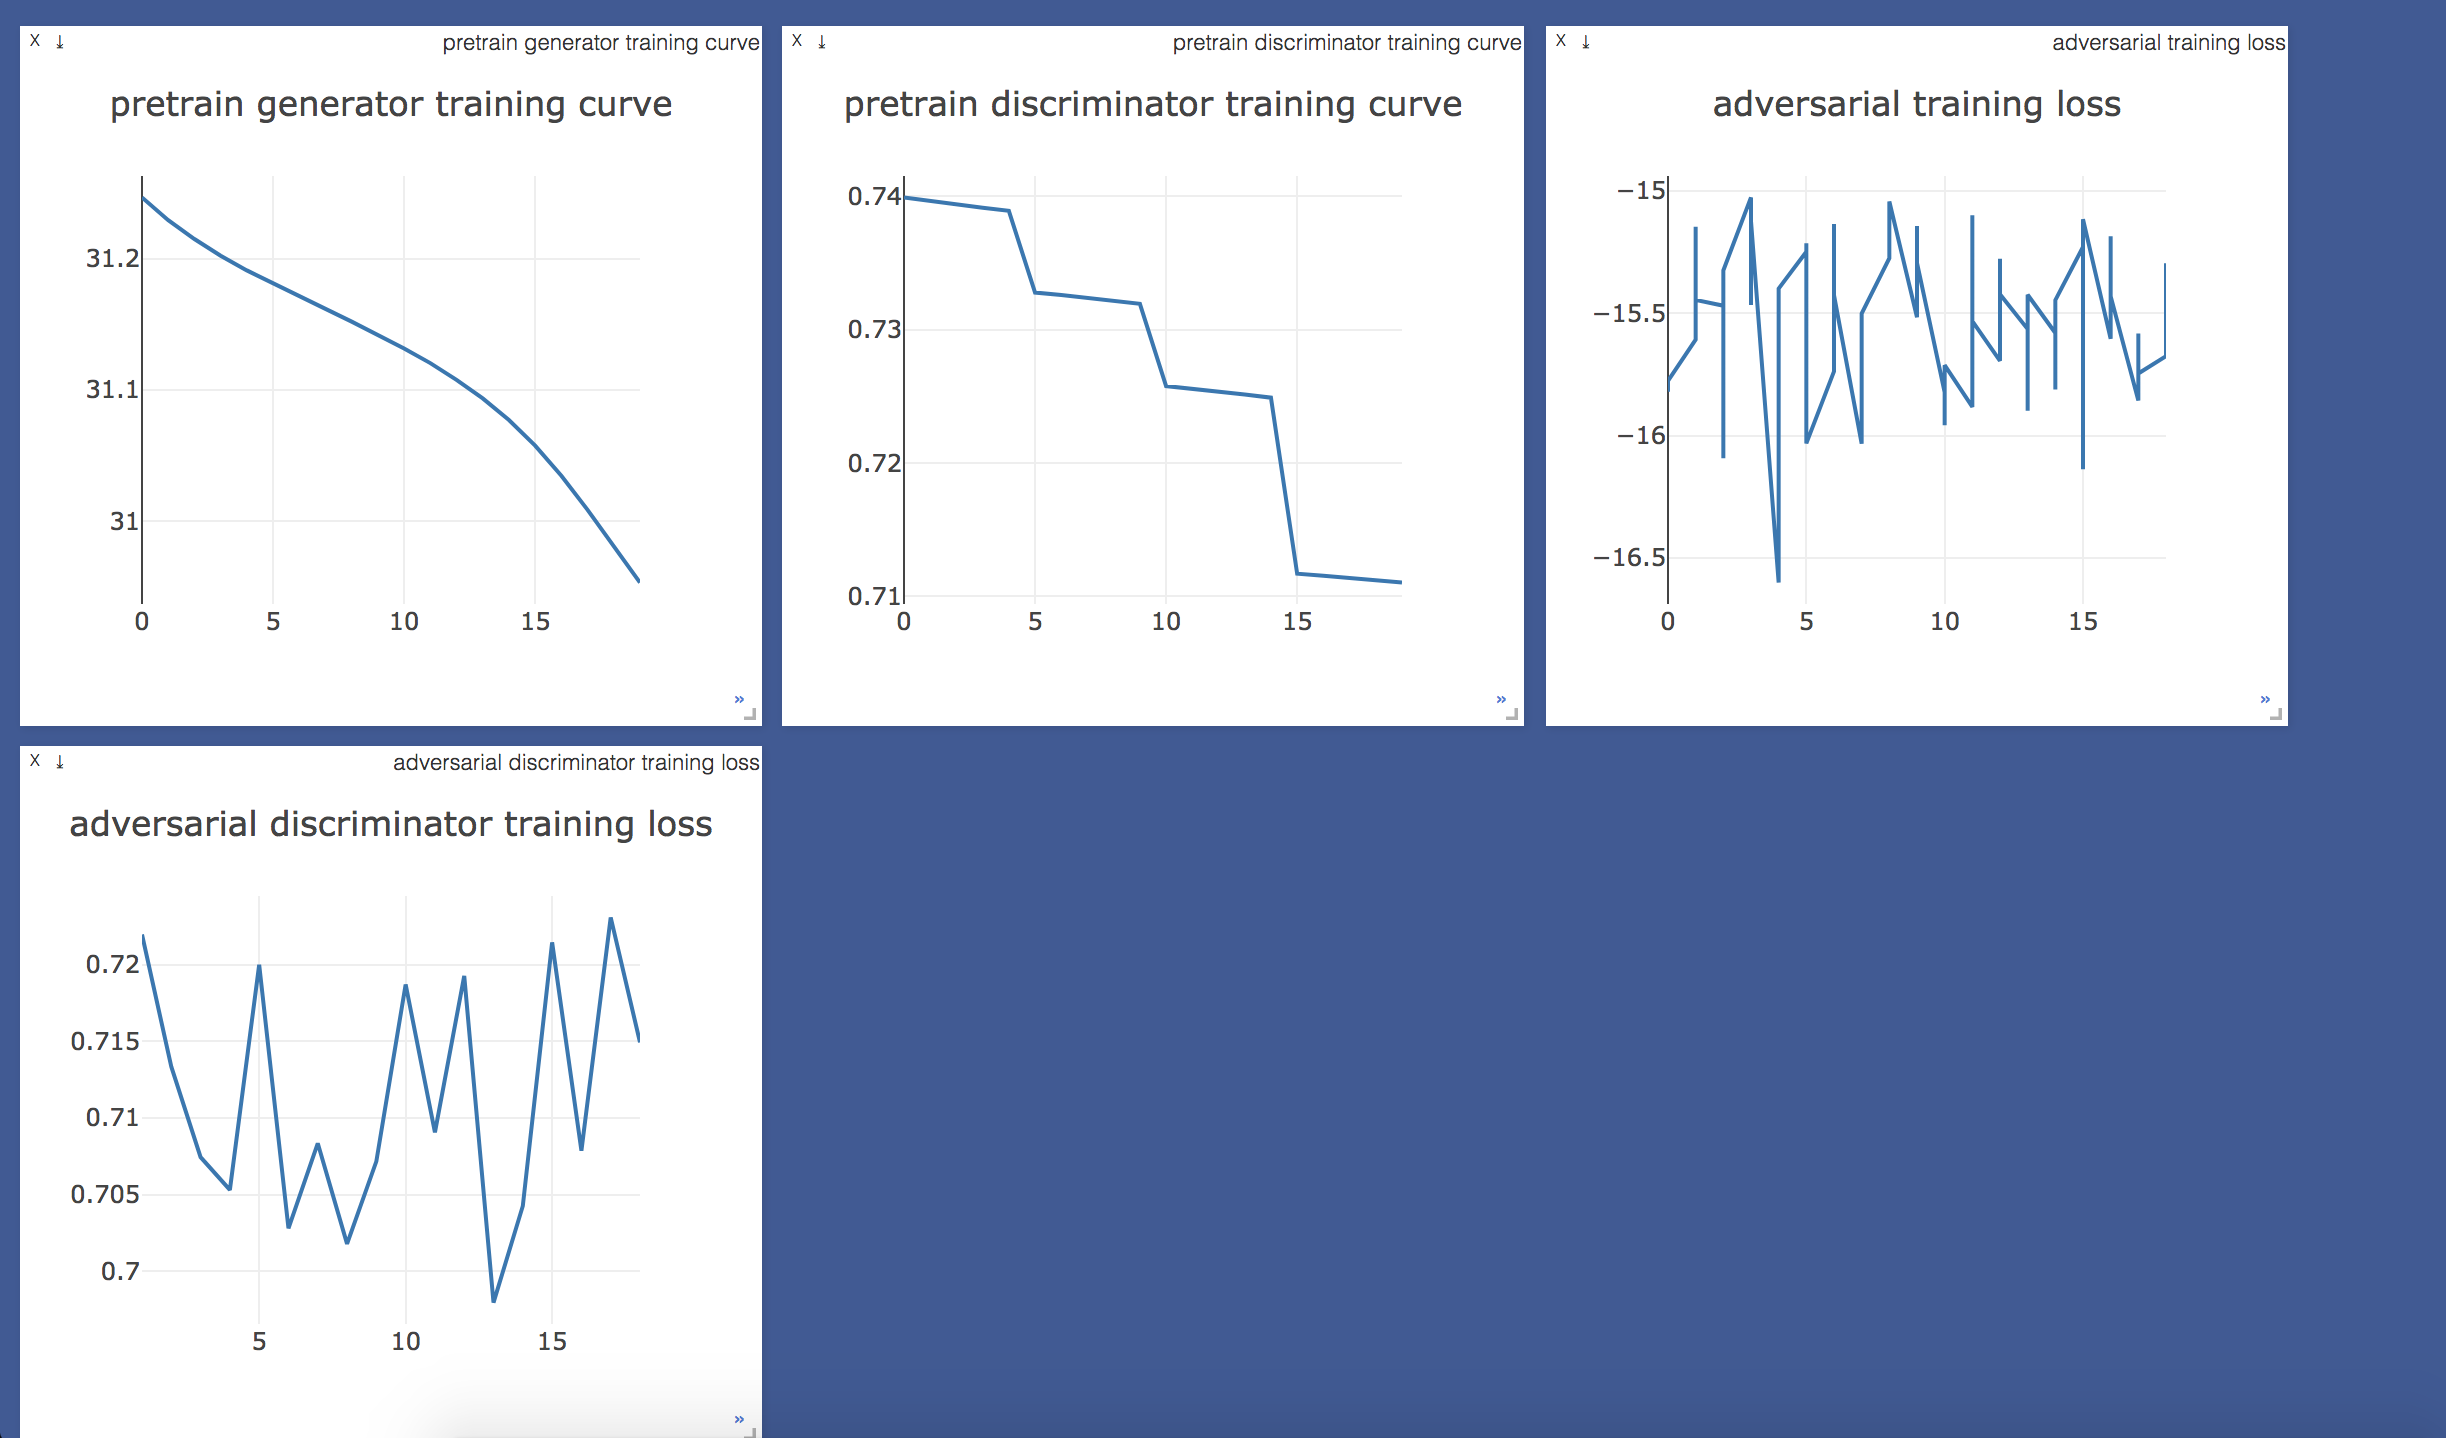 X ↓ pretrain generator training curve
pretrain generator training curve
31.2
31.1
31
0 5 10 15
»
X ↓ pretrain discriminator training curve
pretrain discriminator training curve
0.74
0.73
0.72
0.71
0 5 10 15
»
X ↓ adversarial training loss
adversarial training loss
−15
−15.5
−16
−16.5
0 5 10 15
»
X ↓ adversarial discriminator training loss
adversarial discriminator training loss
0.72
0.715
0.71
0.705
0.7
5 10 15
»